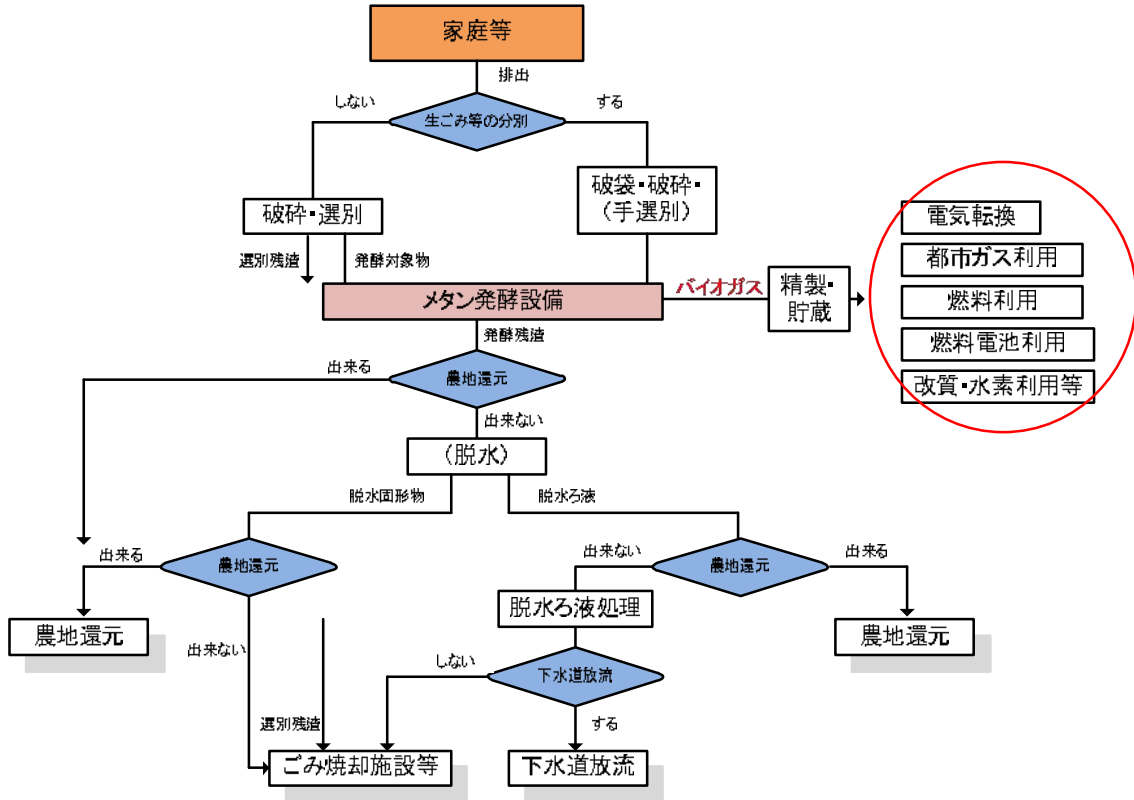 家庭等
排出
しない
する
生ごみ等の分別
破砕・選別
破袋・破砕・
(手選別)
選別残渣
発酵対象物
メタン発酵設備
バイオガス
精製・
貯蔵
電気転換
都市ガス利用
燃料利用
燃料電池利用
改質・水素利用等
発酵残渣
出来る
農地還元
出来ない
(脱水)
脱水固形物
脱水ろ液
出来る
農地還元
出来ない
農地還元
出来る
農地還元
出来ない
脱水ろ液処理
農地還元
しない
下水道放流
選別残渣
する
ごみ焼却施設等
下水道放流